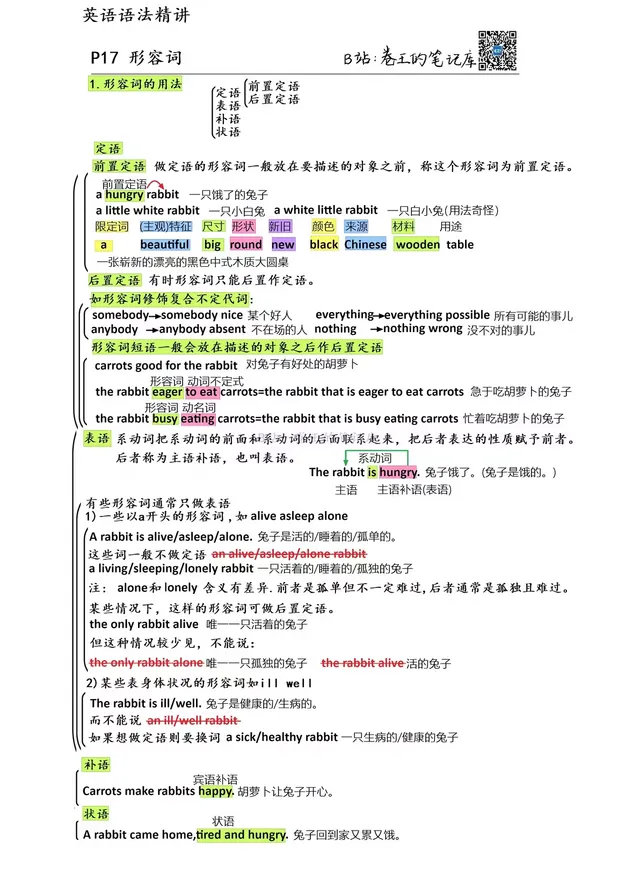 英语语法精讲
P17 形容词
B站:卷王的笔记库
1.形容词的用法
定语
前置定语
后置定语
表语
补语
状语
定语
前置定语 做定语的形容词一般放在要描述的对象之前，称这个形容词为前置定语。
前置定语
a hungry rabbit 一只饿了的兔子
a little white rabbit 一只小白兔 a white little rabbit 一只白小兔(用法奇怪)
限定词 (主观)特征 尺寸 形状 新旧 颜色 来源 材料 用途
a beautiful big round new black Chinese wooden table
一张崭新的漂亮的黑色中式木质大圆桌
后置定语 有时形容词只能后置作定语。
如形容词修饰复合不定代词:
somebody→somebody nice 某个好人 everything→everything possible 所有可能的事儿
anybody →anybody absent 不在场的人 nothing →nothing wrong 没不对的事儿
形容词短语一般会放在描述的对象之后作后置定语
carrots good for the rabbit 对兔子有好处的胡萝卜
形容词 动词不定式
the rabbit eager to eat carrots=the rabbit that is eager to eat carrots 急于吃胡萝卜的兔子
形容词 动名词
the rabbit busy eating carrots=the rabbit that is busy eating carrots 忙着吃胡萝卜的兔子
表语 系动词把系动词的前面和系动词的后面联系起来，把后者表达的性质赋予前者。
后者称为主语补语，也叫表语。
系动词
The rabbit is hungry. 兔子饿了。(兔子是饿的。)
主语 主语补语(表语)
有些形容词通常只做表语
1)一些以a开头的形容词,如 alive asleep alone
A rabbit is alive/asleep/alone. 兔子是活的/睡着的/孤单的。
这些词一般不做定语 an alive/asleep/alone rabbit
a living/sleeping/lonely rabbit 一只活着的/睡着的/孤独的兔子
注: alone和 lonely 含义有差异.前者是孤单但不一定难过,后者通常是孤独且难过。
某些情况下，这样的形容词可做后置定语。
the only rabbit alive 唯一一只活着的兔子
但这种情况较少见，不能说:
the only rabbit alone 唯一一只孤独的兔子 the rabbit alive 活的兔子
2)某些表身体状况的形容词如ill well
The rabbit is ill/well. 兔子是健康的/生病的。
而不能说 an ill/well rabbit
如果想做定语则要换词 a sick/healthy rabbit 一只生病的/健康的兔子
补语
宾语补语
Carrots make rabbits happy. 胡萝卜让兔子开心。
状语
状语
A rabbit came home,tired and hungry. 兔子回到家又累又饿。